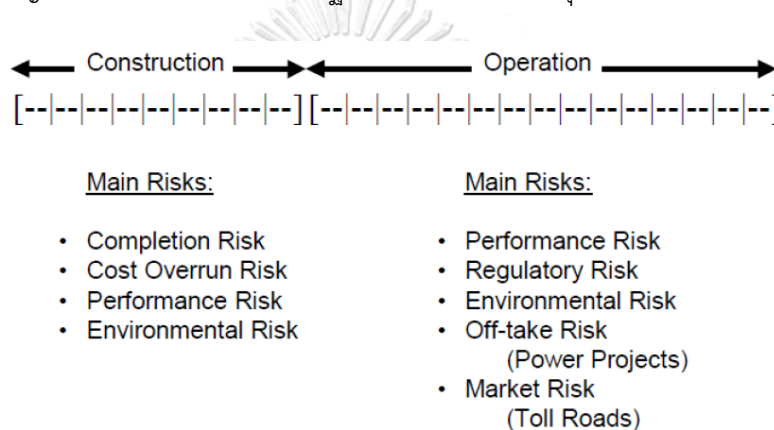 Construction Operation
[--|--|--|--|--|--|--|--|--][--|--|--|--|--|--|--|--|--|--|--|--|--|--|--]
Main Risks: Main Risks:
• Completion Risk • Performance Risk
• Cost Overrun Risk • Regulatory Risk
• Performance Risk • Environmental Risk
• Environmental Risk • Off-take Risk
(Power Projects)
• Market Risk
(Toll Roads)